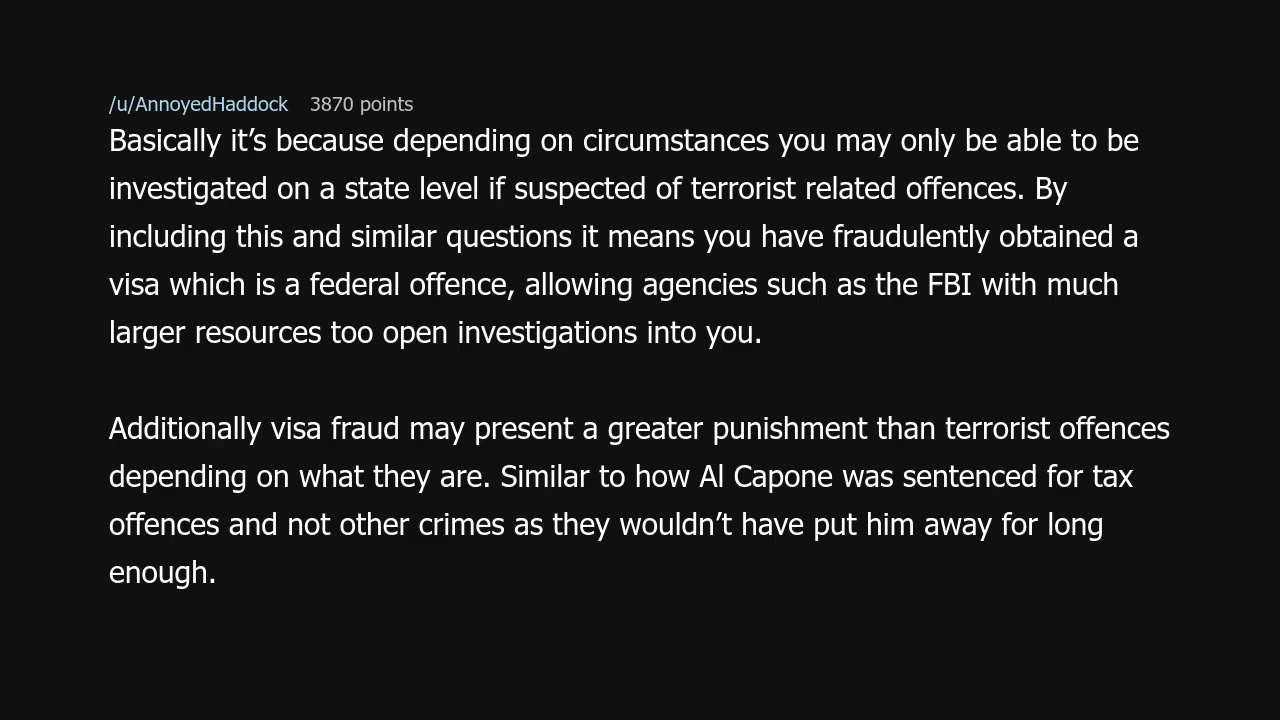 /u/AnnoyedHaddock 3870 points
Basically it’s because depending on circumstances you may only be able to be
investigated on a state level if suspected of terrorist related offences. By
including this and similar questions it means you have fraudulently obtained a
visa which is a federal offence, allowing agencies such as the FBI with much
larger resources too open investigations into you.
Additionally visa fraud may present a greater punishment than terrorist offences
depending on what they are. Similar to how Al Capone was sentenced for tax
offences and not other crimes as they wouldn’t have put him away for long
enough.